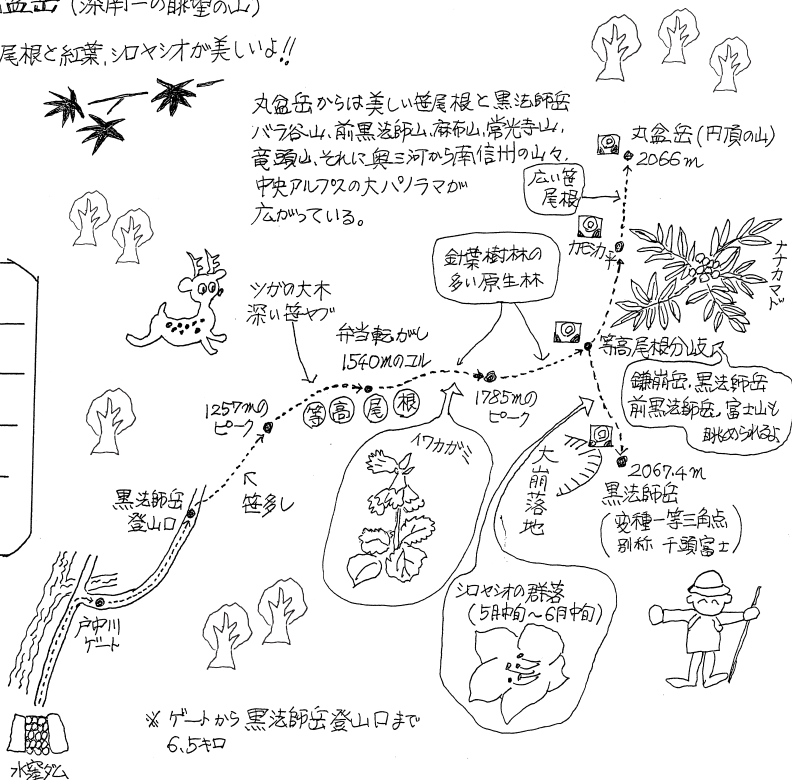 盆岳 (深南一の眺望の山)
尾根と紅葉、シロヤシオが美しいよ!!
丸盆岳からは美しい笹尾根と黒法師岳
バラ谷山、前黒法師山、麻布山、常光寺山、
竜頭山、それに奥三河から南信州の山々、
中央アルプスの大パノラマが
広がっている。
丸盆岳 (円頂の山)
2066m
広い笹
尾根
カモシカ平
ナナカマド
針葉樹林の
多い原生林
ツガの大木
深い笹ヤブ
弁当転がし
1540mのコル
等高尾根分岐
鎌崩岳、黒法師岳
前黒法師岳、富士山も
眺められるよ
1257mの
ピーク
等高尾根
1785mの
ピーク
イワカガミ
大崩落地
2067.4m
黒法師岳
(変種一等三角点
別称 千頭富士)
笹多し
黒法師岳
登山口
シロヤシオの群落
(5月中旬〜6月中旬)
戸中川
ゲート
※ ゲートから黒法師岳登山口まで
6.5キロ
水窪ダム